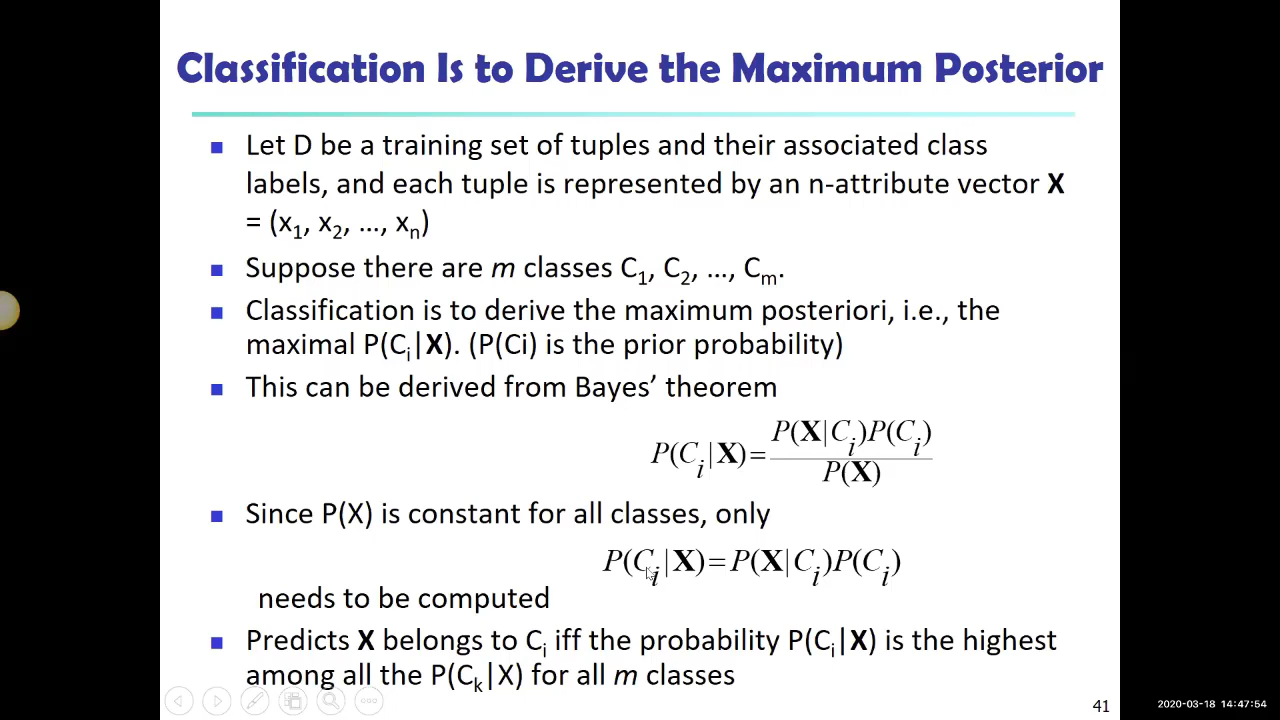 Classification Is to Derive the Maximum Posterior
Let D be a training set of tuples and their associated class
labels, and each tuple is represented by an n-attribute vector X
= (x1, x2, …, xn)
Suppose there are m classes C1, C2, …, Cm.
Classification is to derive the maximum posteriori, i.e., the
maximal P(Ci|X). (P(Ci) is the prior probability)
This can be derived from Bayes’ theorem
P(Ci|X)=P(X|Ci)P(Ci)/P(X)
Since P(X) is constant for all classes, only
P(Ci|X)=P(X|Ci)P(Ci)
needs to be computed
Predicts X belongs to Ci iff the probability P(Ci|X) is the highest
among all the P(Ck|X) for all m classes
41
2020-03-18 14:47:54